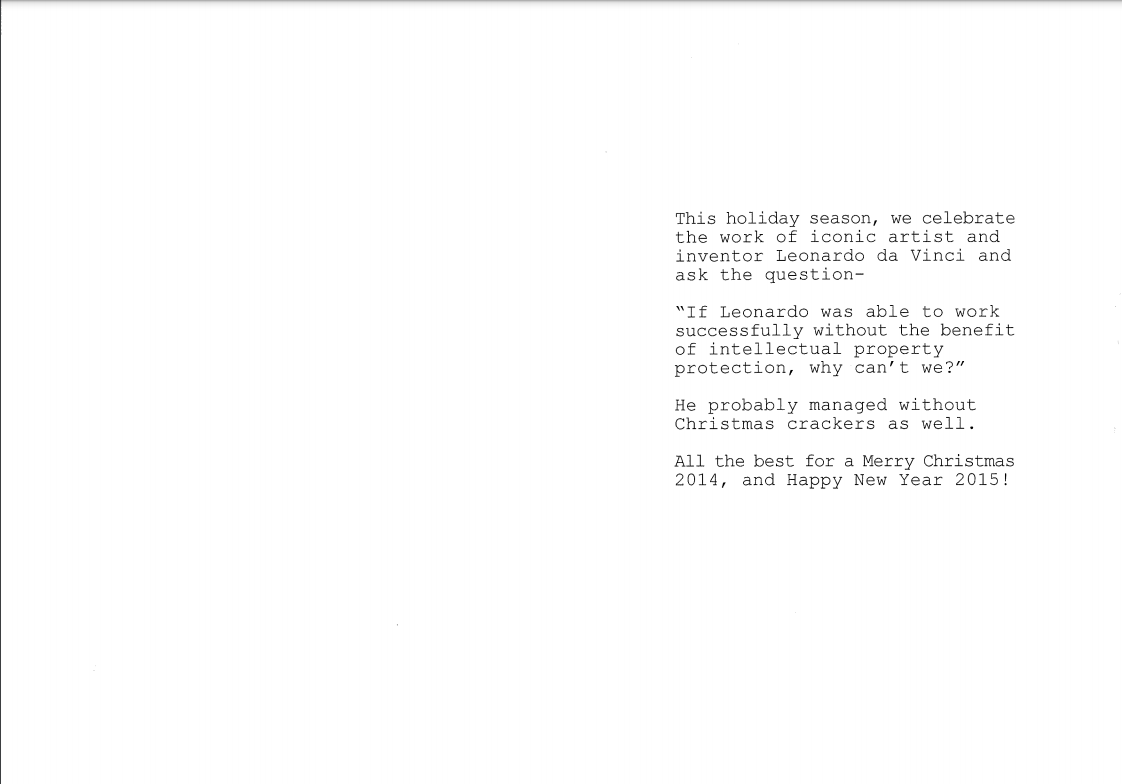 This holiday season, we celebrate
the work of iconic artist and
inventor Leonardo da Vinci and
ask the question-
“If Leonardo was able to work
successfully without the benefit
of intellectual property
protection, why can’t we?”
He probably managed without
Christmas crackers as well.
All the best for a Merry Christmas
2014, and Happy New Year 2015!